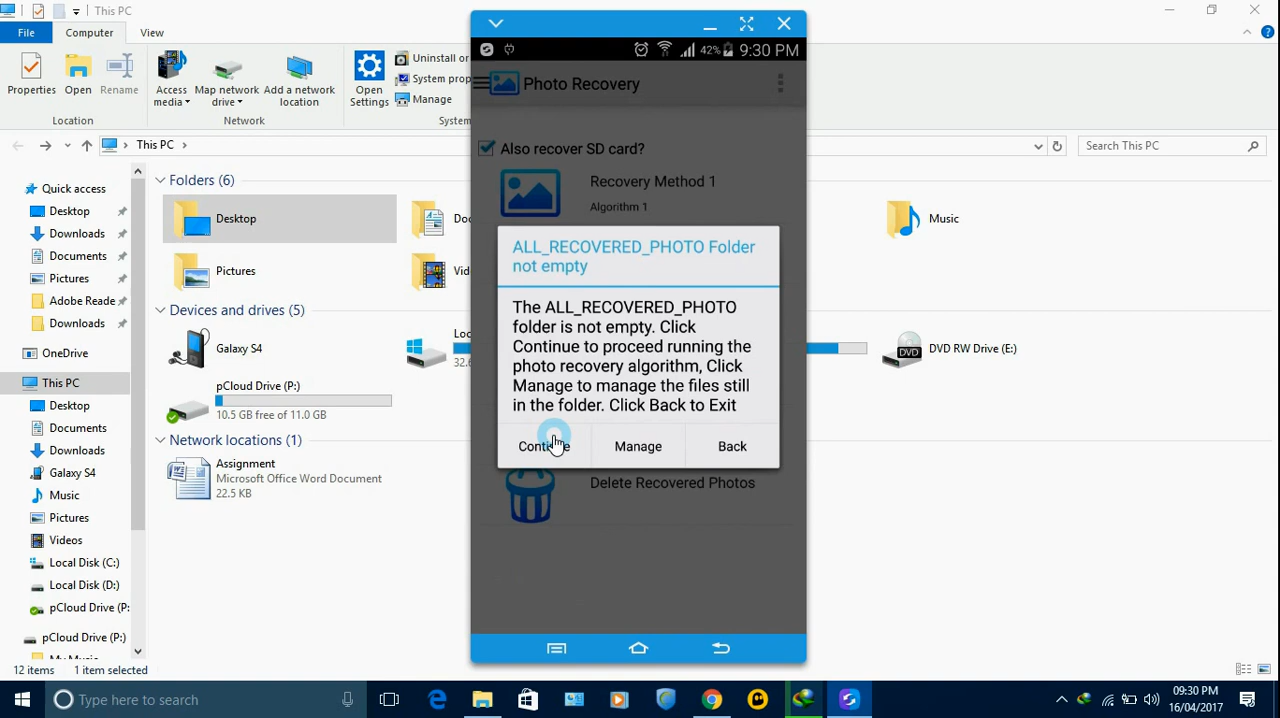 This PC
File
Computer
View
Properties
Open
Rename
Access media
Map network drive
Add a network location
Open Settings
Uninstall or
System prop
Manage
Location
Network
Syster
This PC
Search This PC
Quick access
Desktop
Downloads
Documents
Pictures
Adobe Reade
Downloads
OneDrive
This PC
Desktop
Documents
Downloads
Galaxy S4
Music
Pictures
Videos
Local Disk (C:)
Local Disk (D:)
pCloud Drive (P:
pCloud Drive (P:)
Folders (6)
Desktop
Doc
Music
Pictures
Vid
Devices and drives (5)
Galaxy S4
Loc
32.6
DVD
DVD RW Drive (E:)
pCloud Drive (P:)
10.5 GB free of 11.0 GB
Network locations (1)
Assignment
Microsoft Office Word Document
22.5 KB
12 items
1 item selected
42%
9:30 PM
Photo Recovery
Also recover SD card?
Recovery Method 1
Algorithm 1
ALL_RECOVERED_PHOTO Folder
not empty
The ALL_RECOVERED_PHOTO
folder is not empty. Click
Continue to proceed running the
photo recovery algorithm, Click
Manage to manage the files still
in the folder. Click Back to Exit
Continue
Manage
Back
Delete Recovered Photos
Type here to search
09:30 PM
16/04/2017